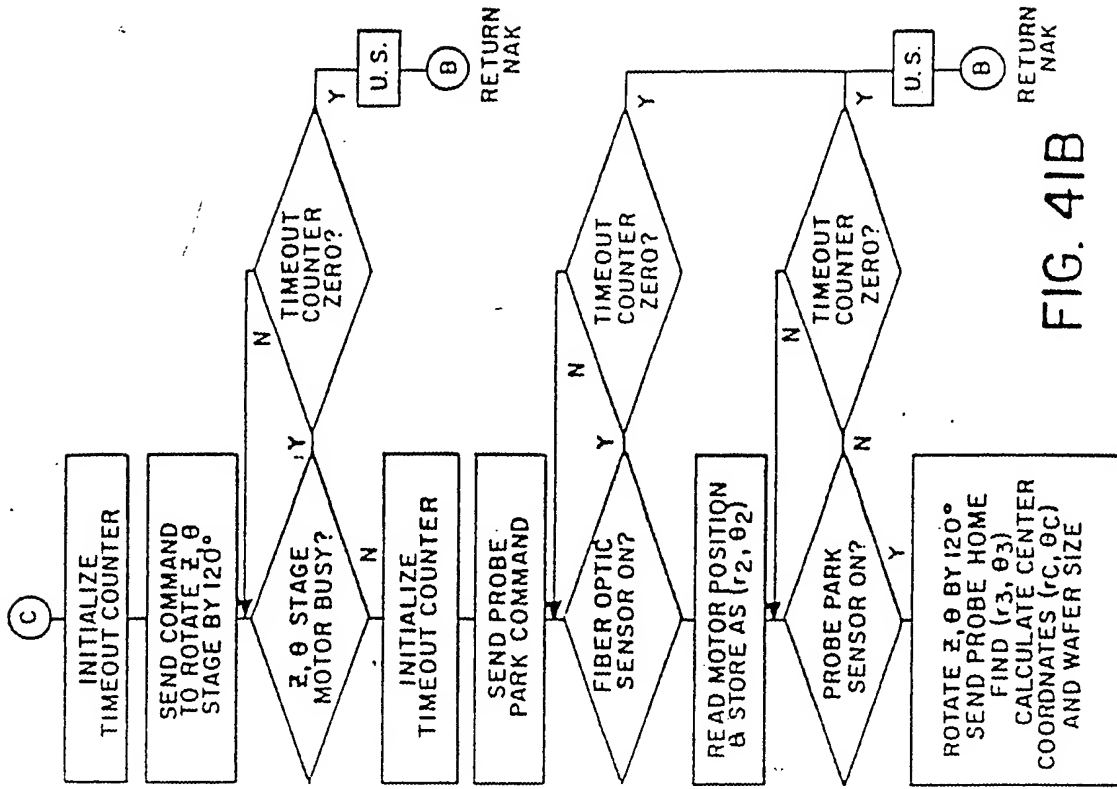 C
INITIALIZE
TIMEOUT COUNTER
SEND COMMAND
TO ROTATE Z, θ
STAGE BY 120°
Z, θ STAGE
MOTOR BUSY?
Y
N
TIMEOUT
COUNTER
ZERO?
N
Y
U. S.
B
RETURN
NAK
INITIALIZE
TIMEOUT COUNTER
SEND PROBE
PARK COMMAND
FIBER OPTIC
SENSOR ON?
Y
TIMEOUT
COUNTER
ZERO?
N
Y
READ MOTOR POSITION
& STORE AS (r2, θ2)
PROBE PARK
SENSOR ON?
N
Y
TIMEOUT
COUNTER
ZERO?
N
Y
U. S.
B
RETURN
NAK
ROTATE Z, θ BY 120°
SEND PROBE HOME
FIND (r3, θ3)
CALCULATE CENTER
COORDNATES (rC, θC)
AND WAFER SIZE
FIG. 41B